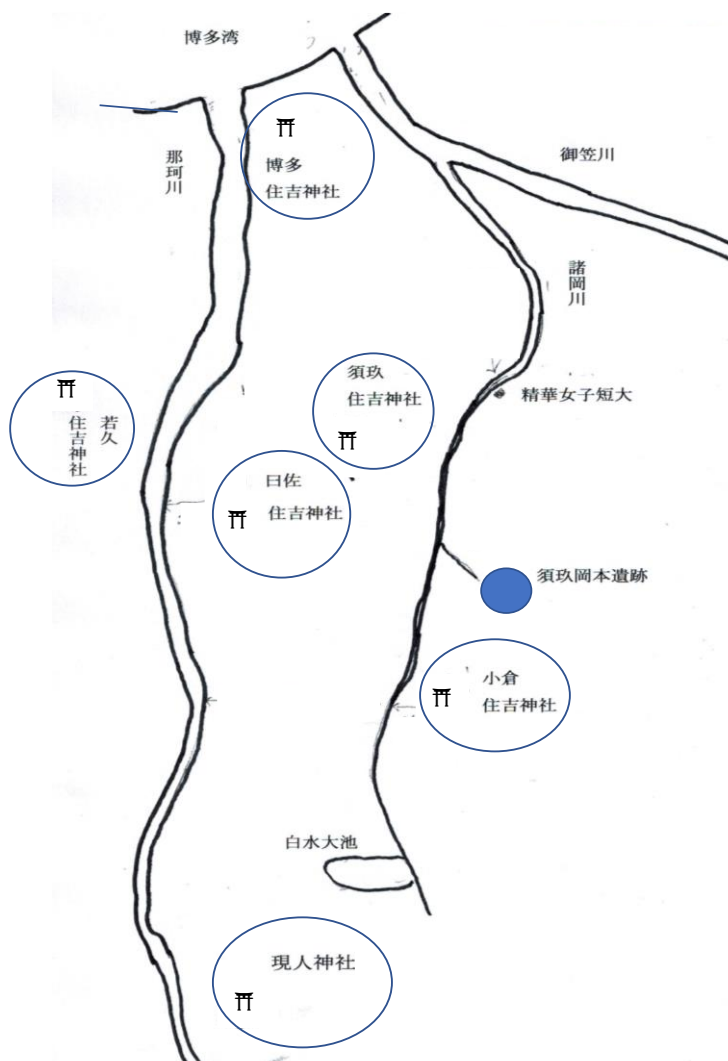 博多湾
博多
住吉神社
那珂川
御笠川
諸岡川
須玖
住吉神社
精華女子短大
若久
住吉神社
曰佐
住吉神社
須玖岡本遺跡
小倉
住吉神社
白水大池
現人神社